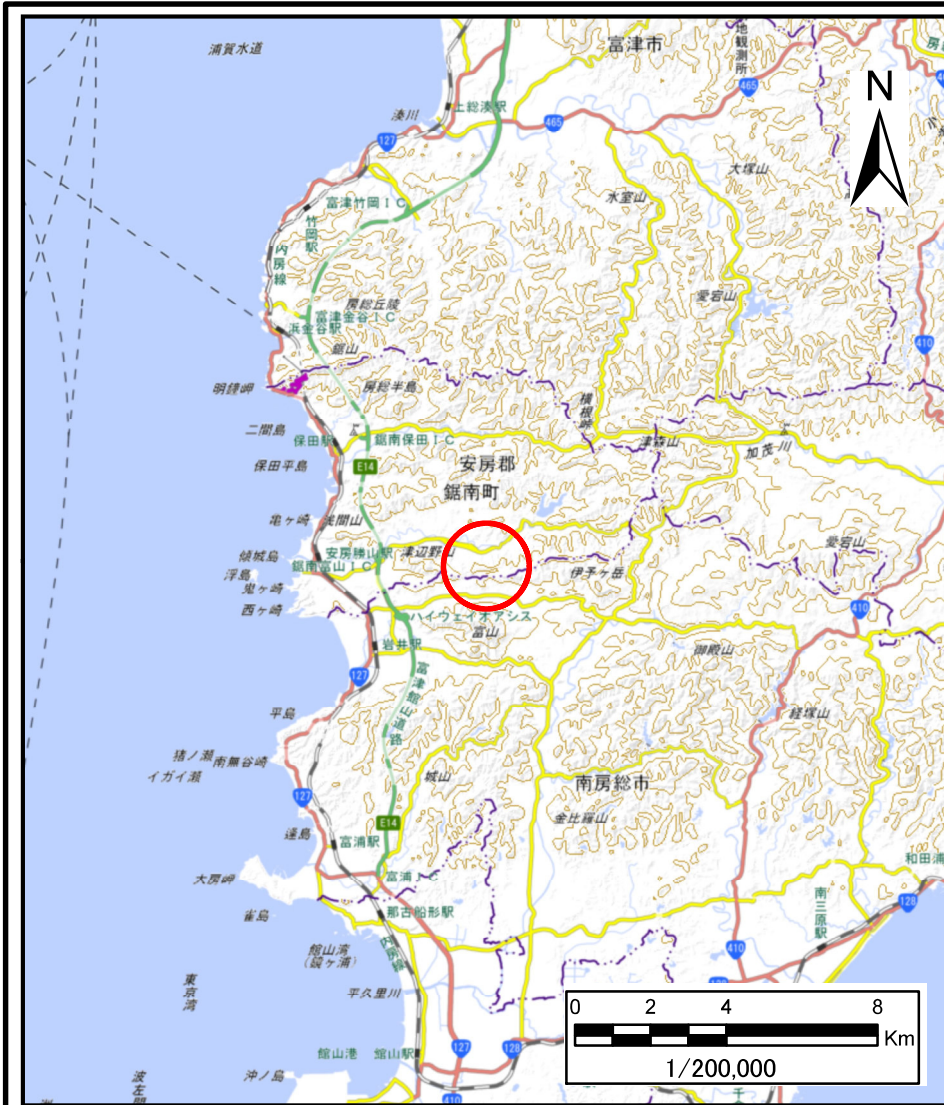 浦賀水道
富津市
地観測所
465
N
湊川
上総湊駅
127
465
大塚山
水室山
富津竹岡IC
竹岡駅
内房線
愛宕山
房総丘陵
富津金谷IC
浜金谷駅
410
鋸山
明鐘岬
房総半島
横根峠
二間島
保田駅
鋸南保田IC
津森山
加茂川
保田平島
E14
安房郡
鋸南町
亀ヶ崎
浅間山
愛宕山
傾城島
安房勝山駅
津辺野山
浮島
鋸南富山IC
伊予ヶ岳
鬼ヶ崎
西ヶ崎
ハイウェイオアシス
410
富山
岩井駅
御殿山
127
富津館山道路
平島
経塚山
猪ノ瀬
南無谷崎
イガイ瀬
城山
南房総市
127
金比羅山
E14
蓬島
富浦駅
和田浦
大房岬
富浦IC
南三原駅
128
雀島
那古船形駅
館山湾
(鏡ヶ浦)
内房線
410
東京湾
平久里川
0 2 4 8
Km
1/200,000
館山港
館山駅
127
128
沖ノ島
波左間
410